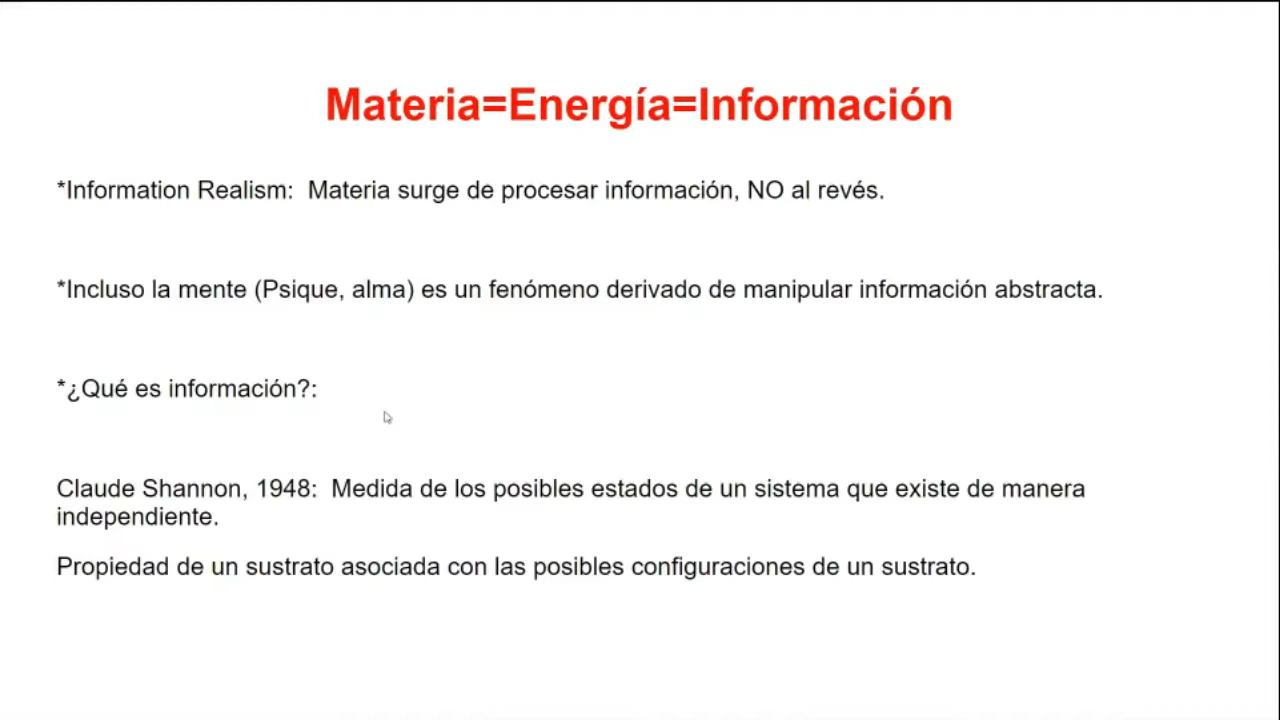 Materia=Energía=Información
*Information Realism:  Materia surge de procesar información, NO al revés.
*Incluso la mente (Psique, alma) es un fenómeno derivado de manipular información abstracta.
*¿Qué es información?:
Claude Shannon, 1948:  Medida de los posibles estados de un sistema que existe de manera
independiente.
Propiedad de un sustrato asociada con las posibles configuraciones de un sustrato.